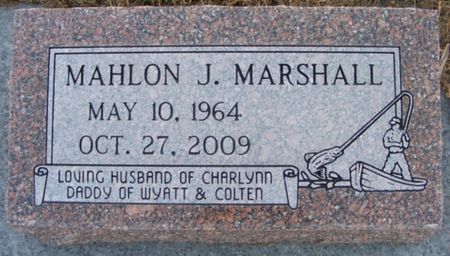 MAHLON J. MARSHALL
MAY 10, 1964
OCT. 27, 2009
LOVING HUSBAND OF CHARLYNN
DADDY OF WYATT & COLTEN